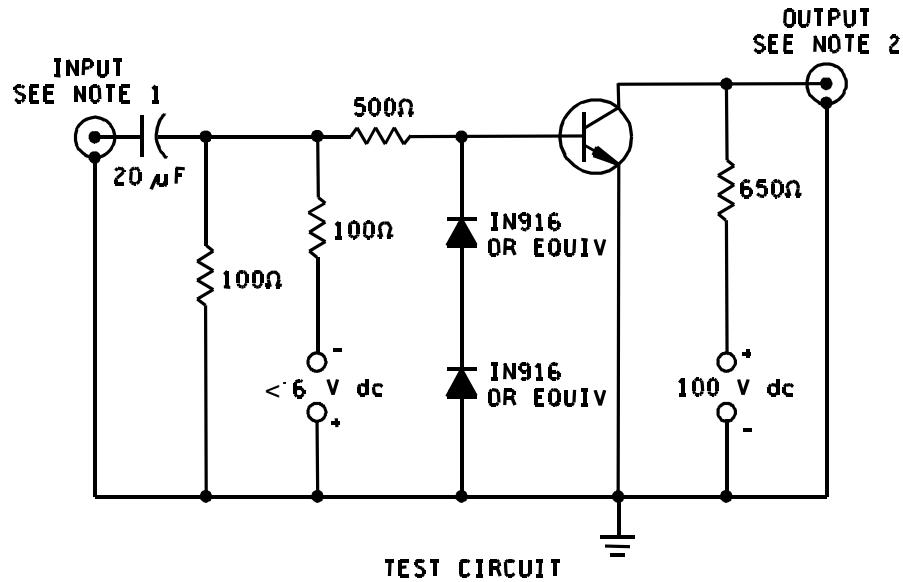 OUTPUT
SEE NOTE 2
INPUT
SEE NOTE 1
500Ω
20 μF
650Ω
IN916
OR EQUIV
100Ω
100Ω
-
+
IN916
OR EQUIV
< 6 V dc
100 V dc
+
-
TEST CIRCUIT